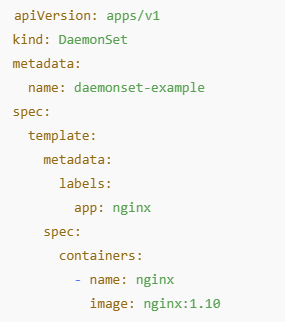 apiVersion: apps/v1
kind: DaemonSet
metadata:
  name: daemonset-example
spec:
  template:
    metadata:
      labels:
        app: nginx
    spec:
      containers:
        - name: nginx
          image: nginx:1.10